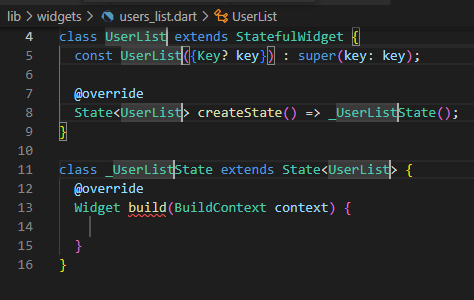 lib > widgets > users_list.dart > UserList
4 class UserList extends StatefulWidget {
5 const UserList({Key? key}) : super(key: key);
6
7 @override
8 State<UserList> createState() => _UserListState();
9 }
10
11 class _UserListState extends State<UserList> {
12 @override
13 Widget build(BuildContext context) {
14
15 }
16 }